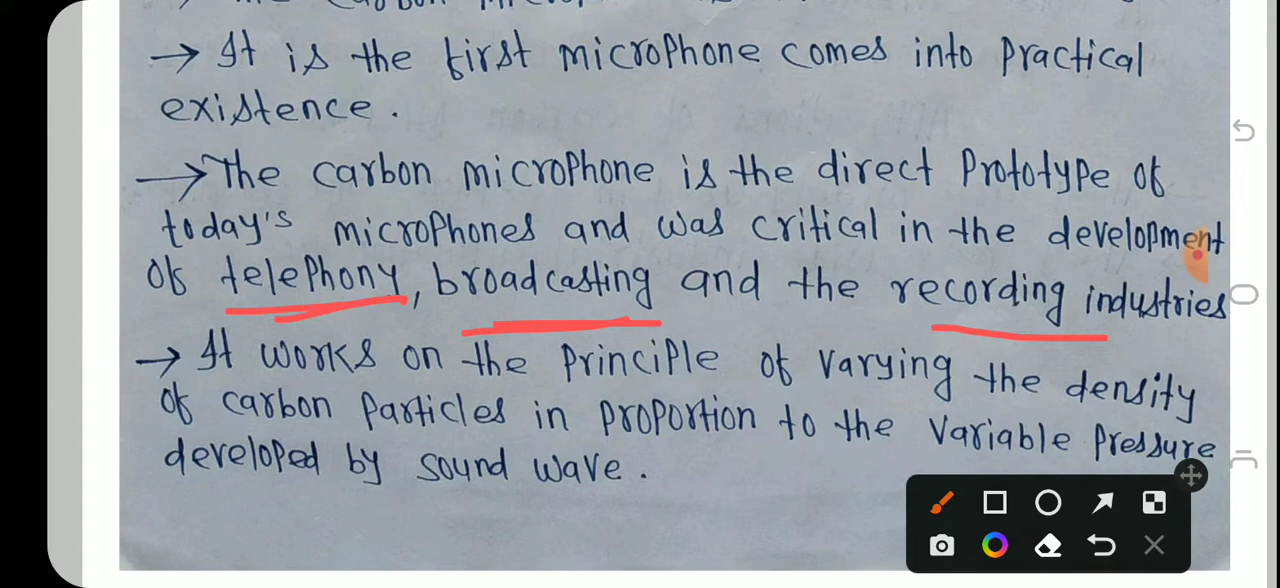 → It is the first microphone comes into practical
existence.
→ The carbon microphone is the direct prototype of
today's microphones and was critical in the development
of telephony, broadcasting and the recording industries
→ It works on the principle of varying the density
of carbon particles in proportion to the variable pressure
developed by sound wave.